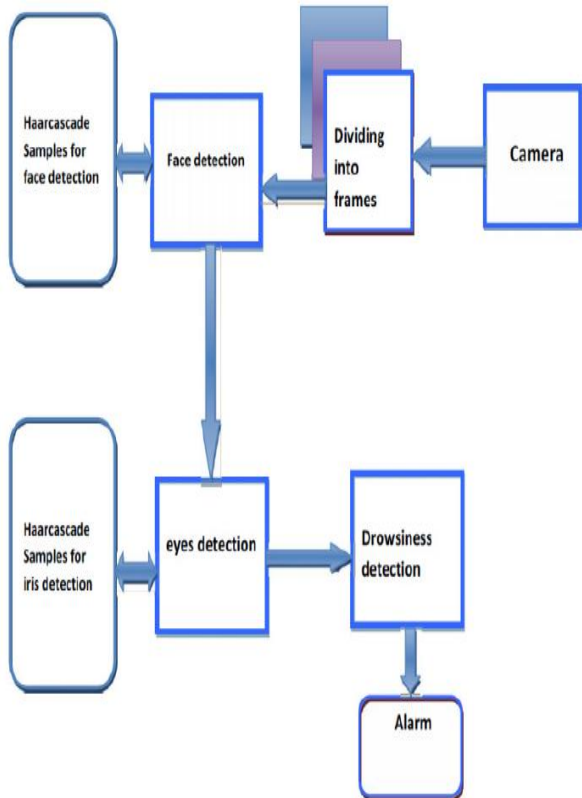 Haarcascade
Samples for
face detection
Face detection
Dividing
into
frames
Camera
Haarcascade
Samples for
iris detection
eyes detection
Drowsiness
detection
Alarm